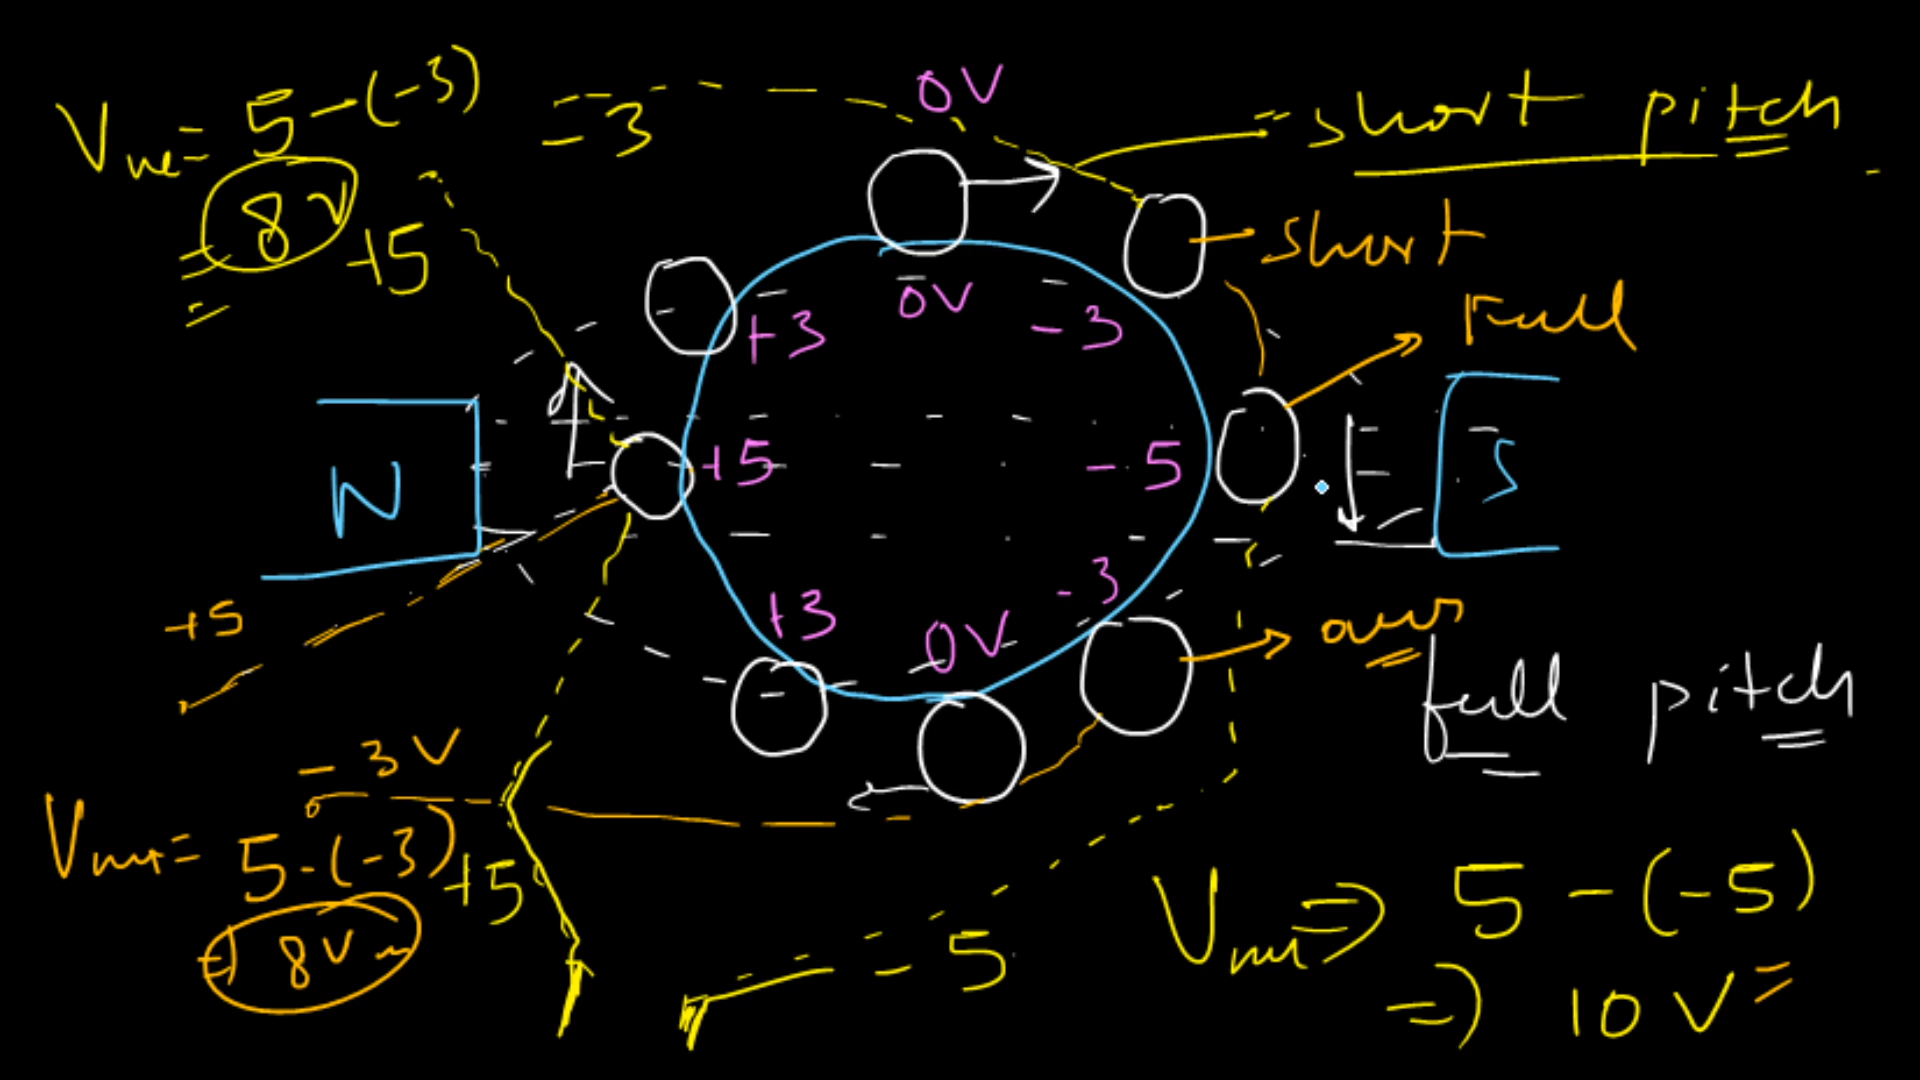 Vne = 5 - (-3)
= 8V
+5
-3
0V
short pitch
short
Full
+3
0V
-3
N
+5
-5
S
+5
+3
0V
-3
over
full pitch
-3V
Vnet = 5 - (-3)
= 8V
+5
-5
Vnet => 5 - (-5)
=> 10V